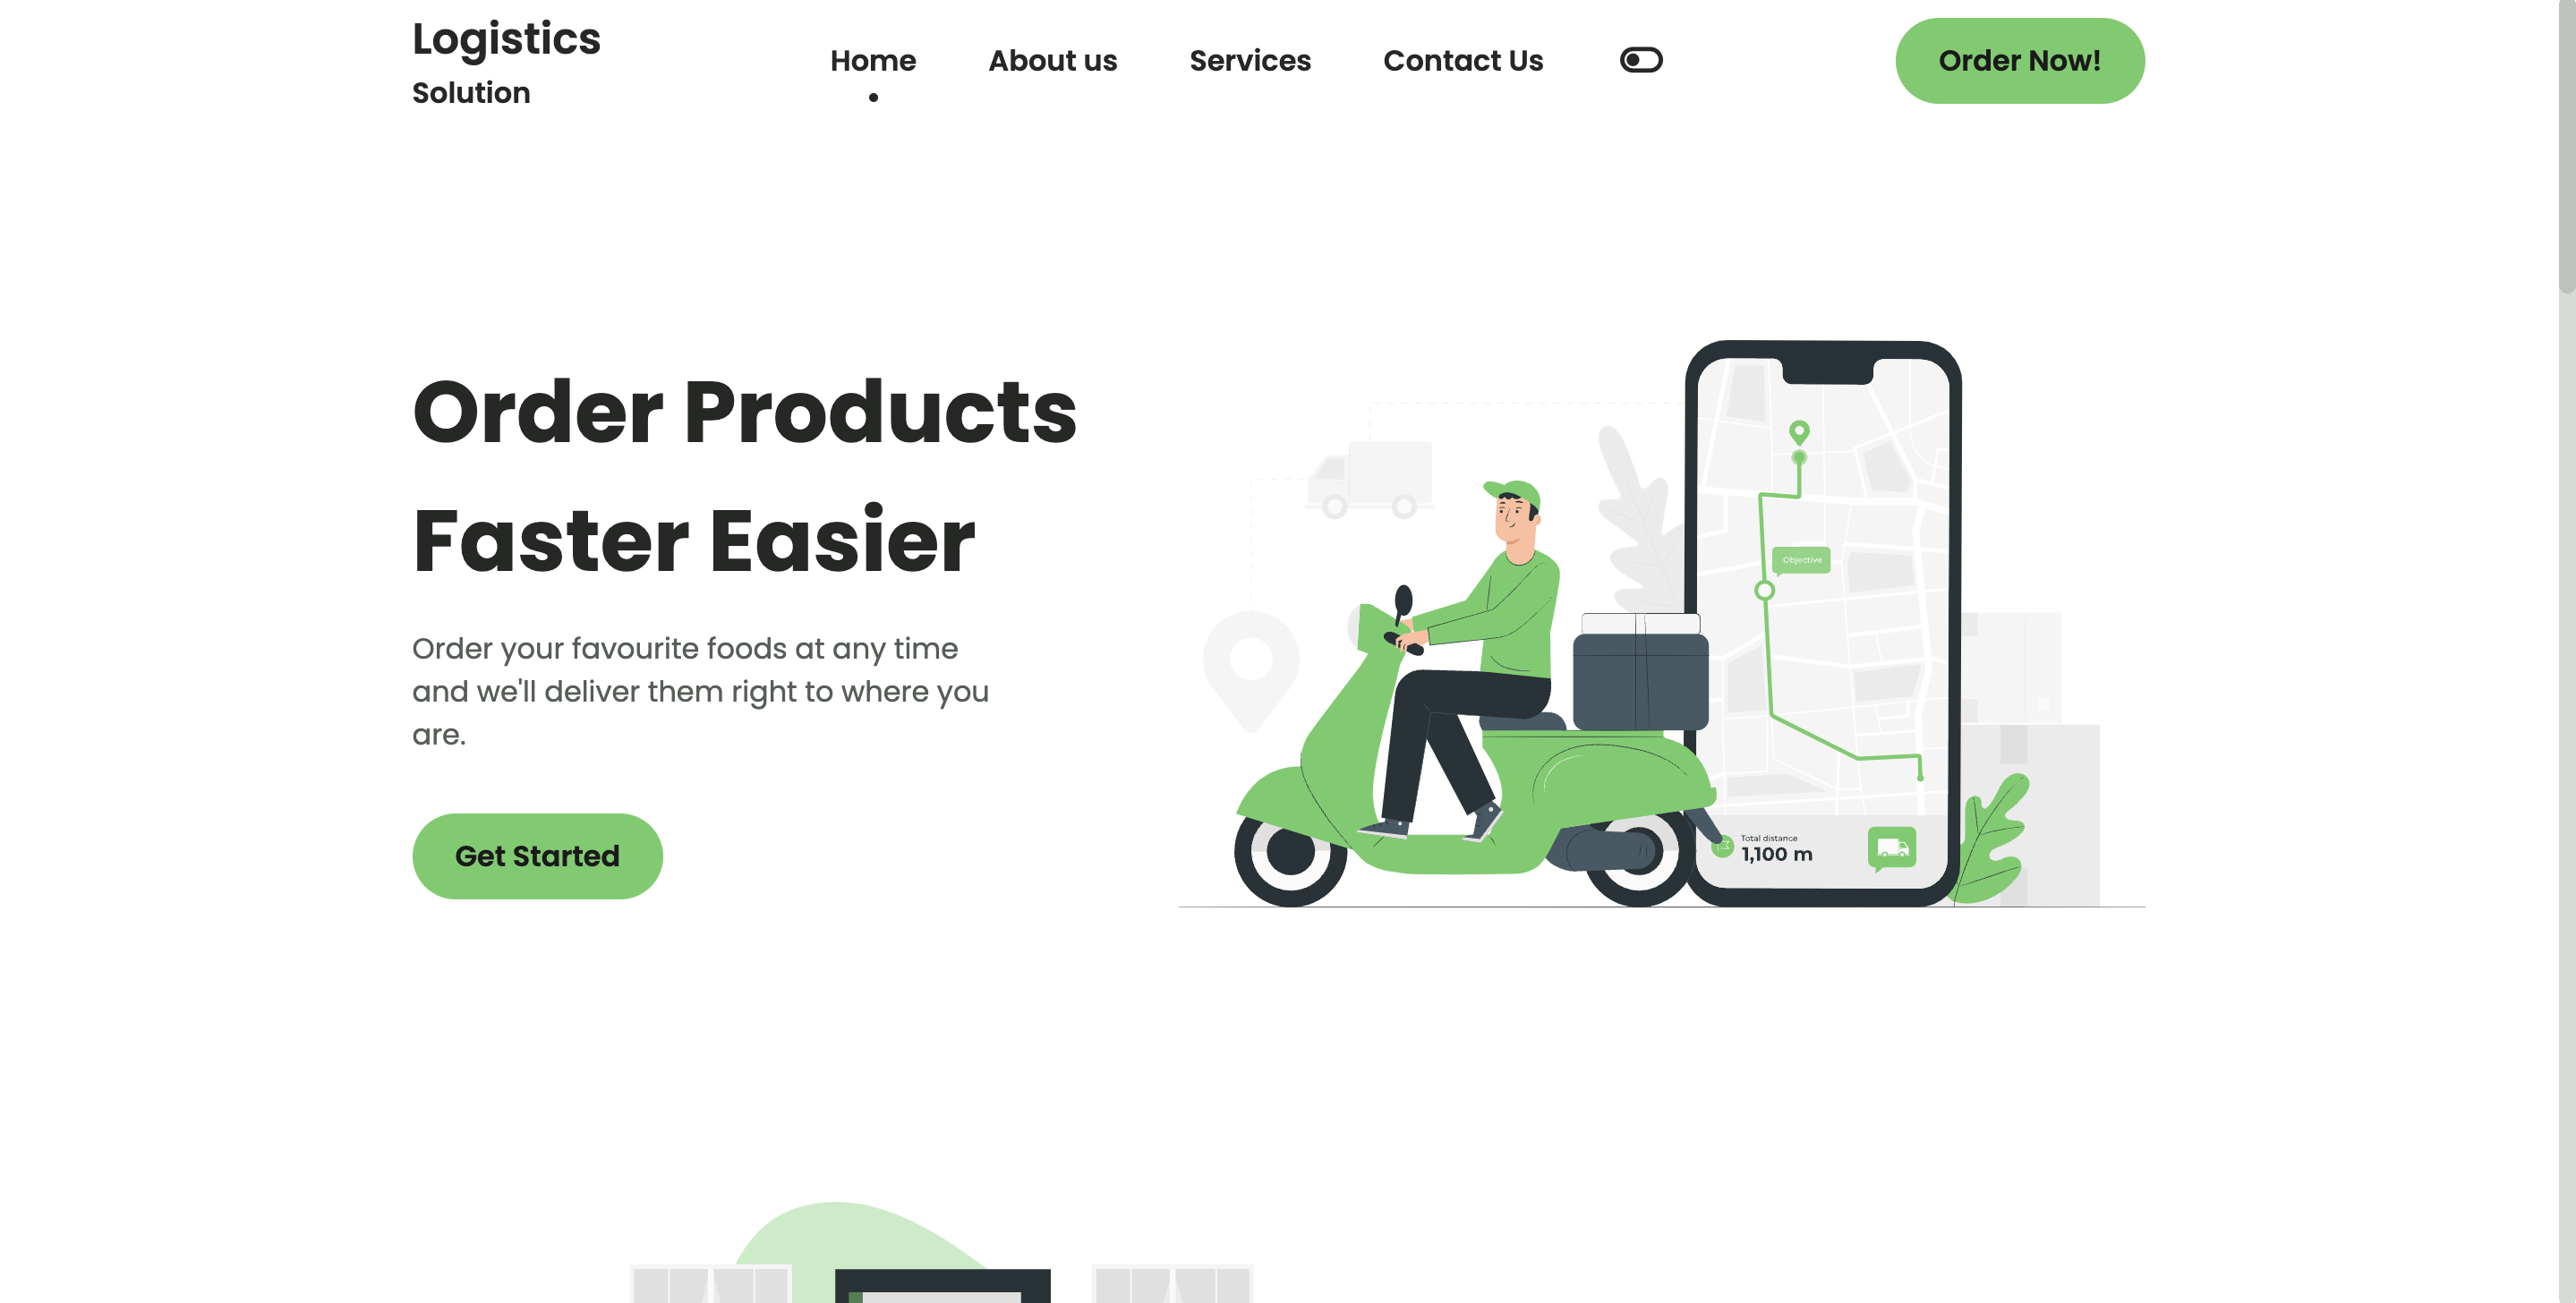 Logistics
Solution
Home
About us
Services
Contact Us
Order Now!
Order Products
Faster Easier
Order your favourite foods at any time
and we'll deliver them right to where you
are.
Get Started
Objective
Total distance
1,100 m